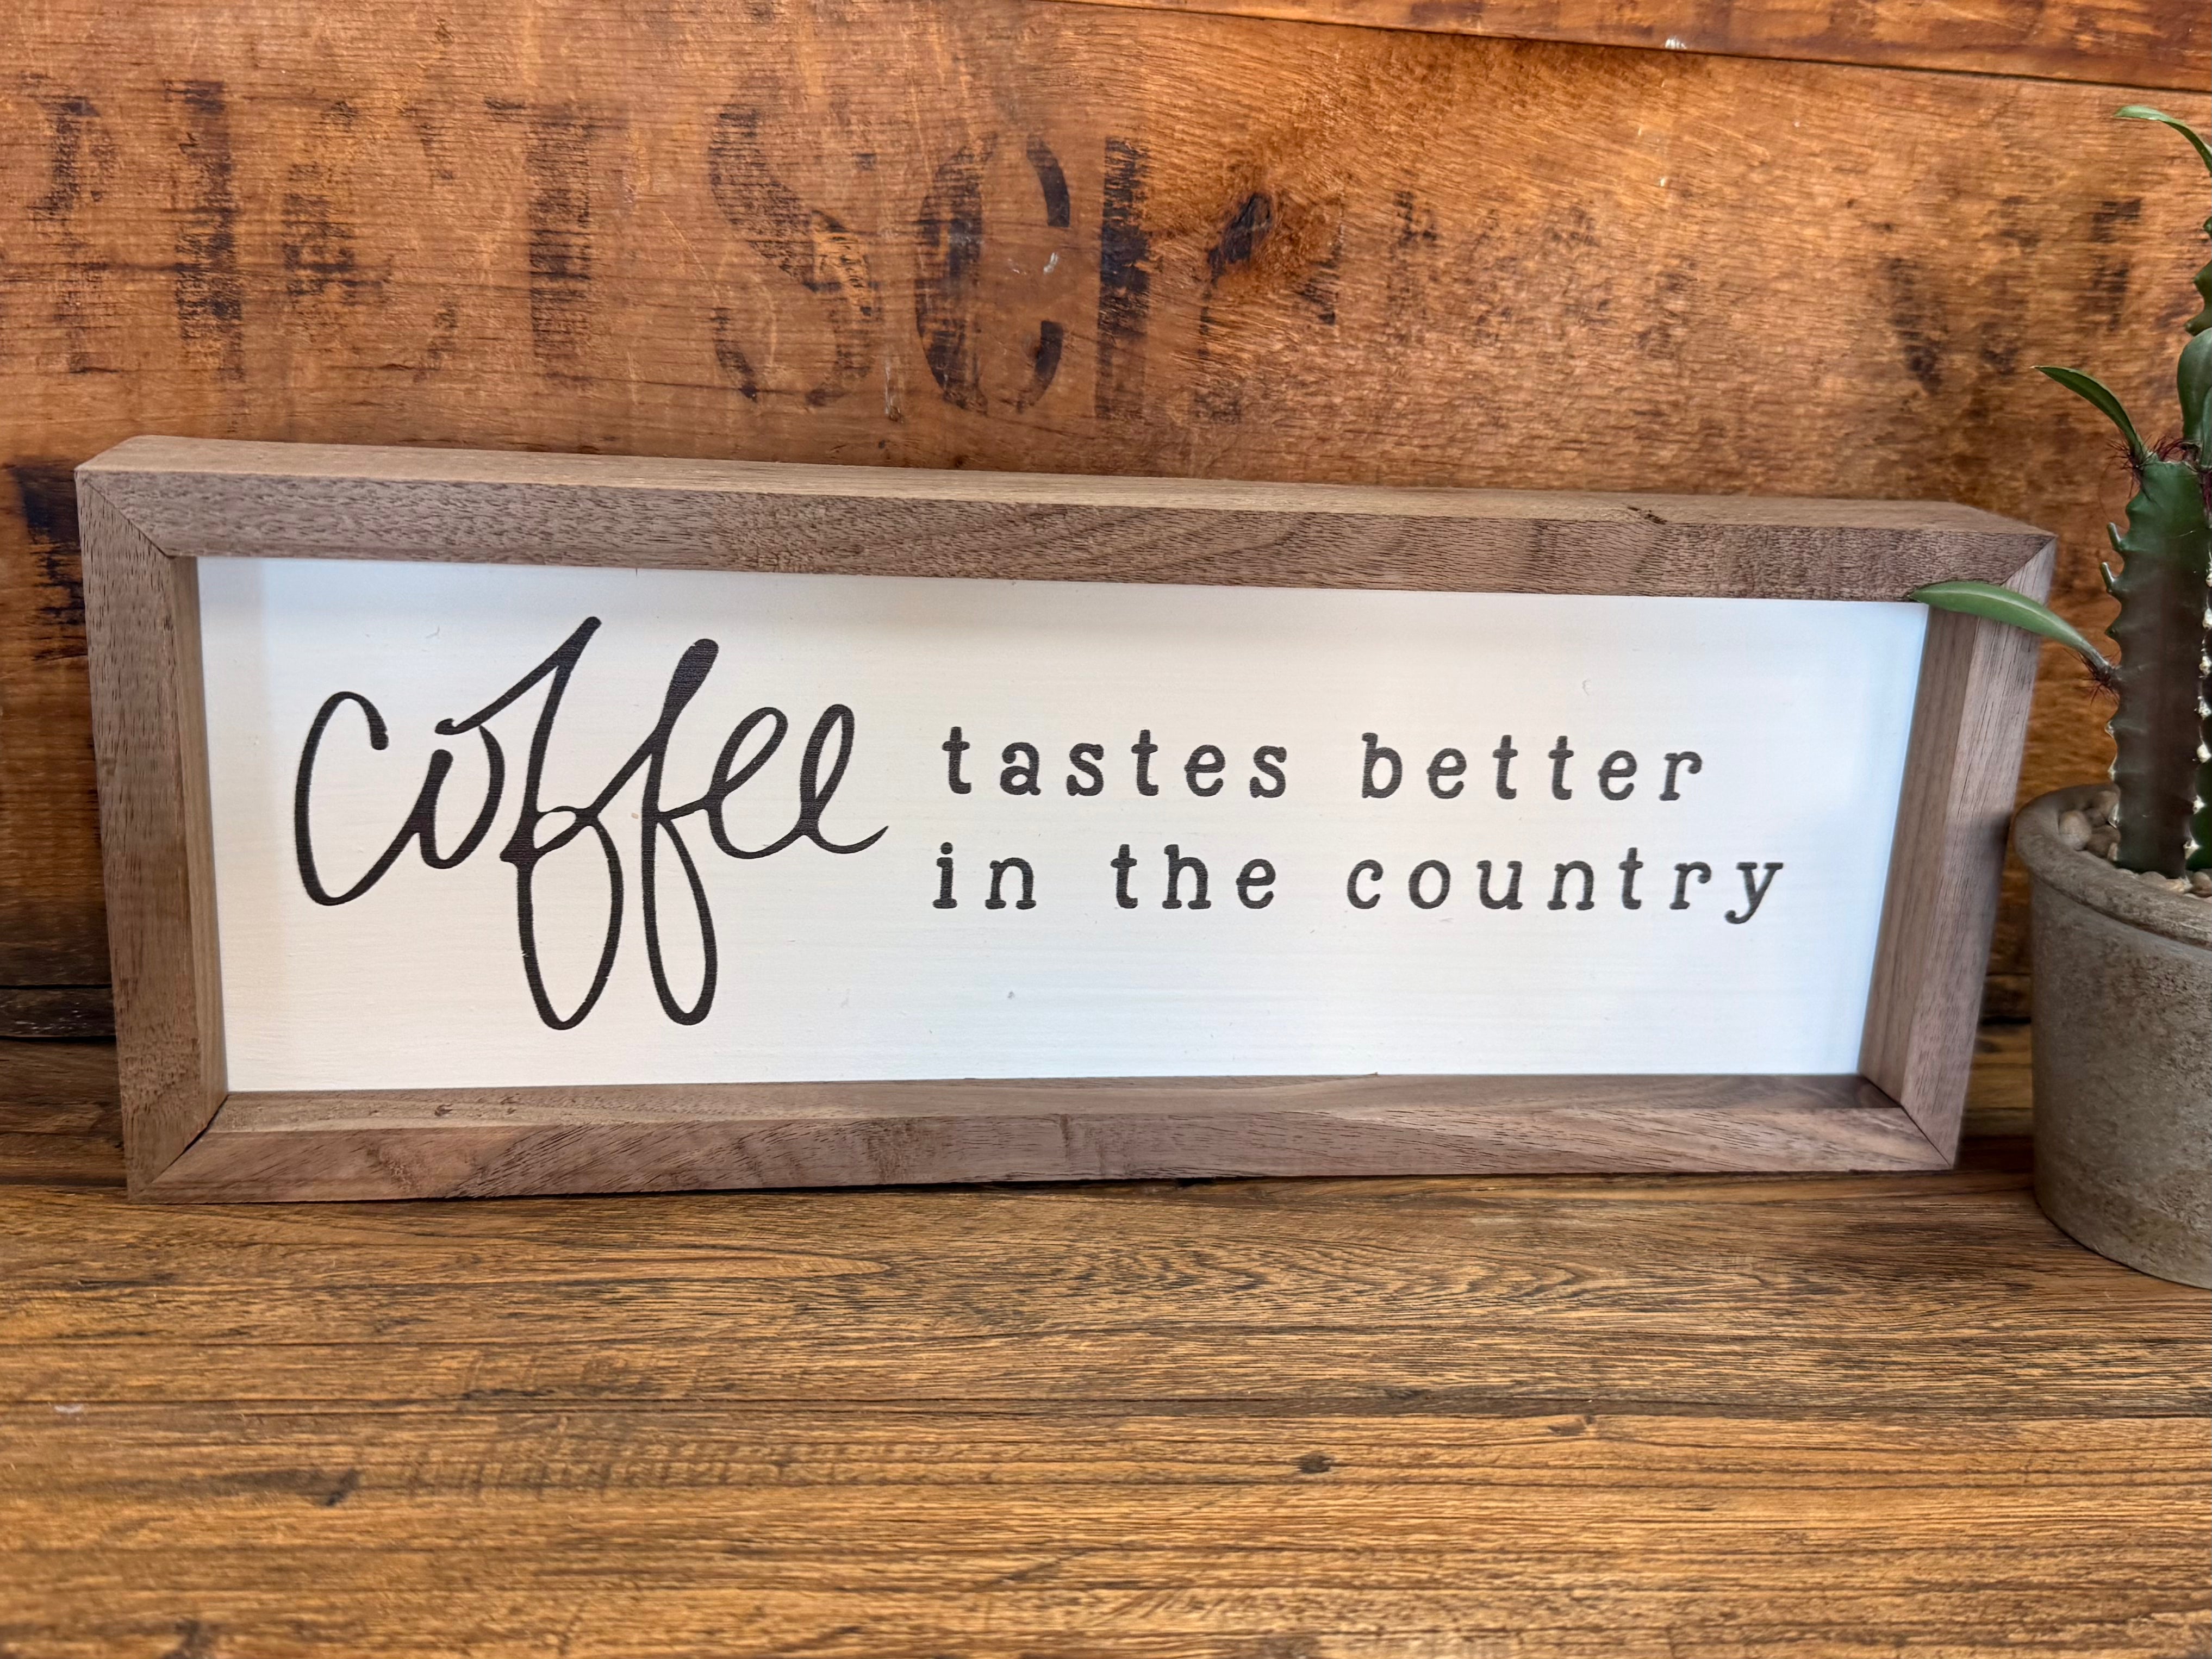 coffee tastes better
in the country